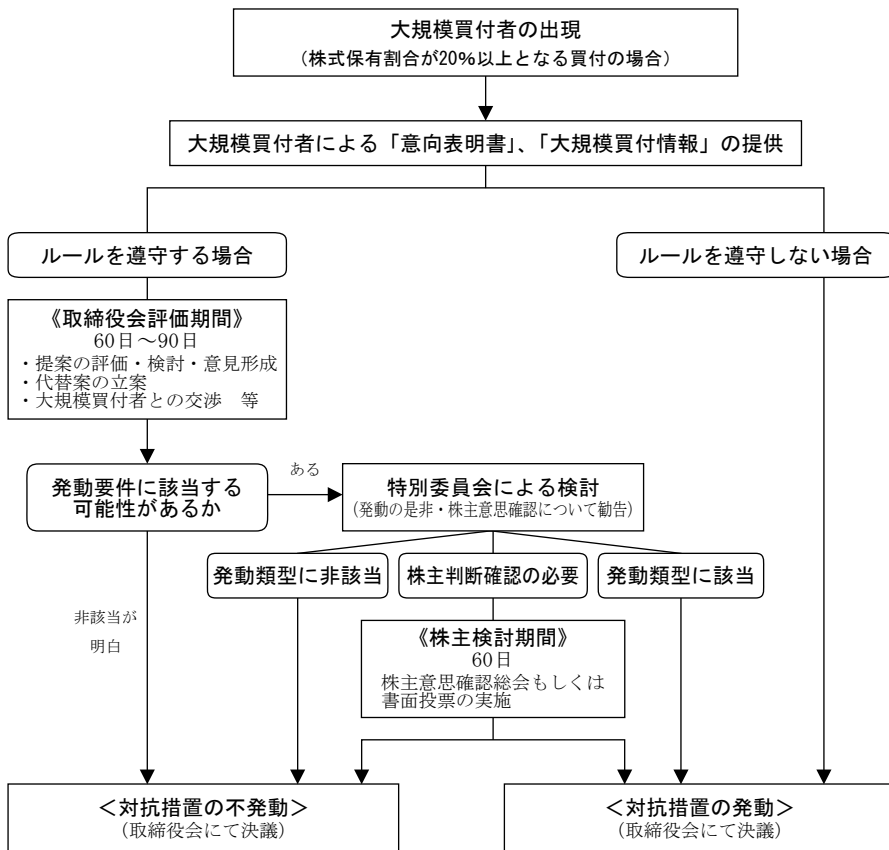 大規模買付者の出現
（株式保有割合が20％以上となる買付の場合）
大規模買付者による「意向表明書」、「大規模買付情報」の提供
ルールを遵守する場合
ルールを遵守しない場合
《取締役会評価期間》
60日～90日
・提案の評価・検討・意見形成
・代替案の立案
・大規模買付者との交渉　等
発動要件に該当する
可能性があるか
ある
特別委員会による検討
（発動の是非・株主意思確認について勧告）
発動類型に非該当
株主判断確認の必要
発動類型に該当
非該当が
明白
《株主検討期間》
60日
株主意思確認総会もしくは
書面投票の実施
＜対抗措置の不発動＞
（取締役会にて決議）
＜対抗措置の発動＞
（取締役会にて決議）